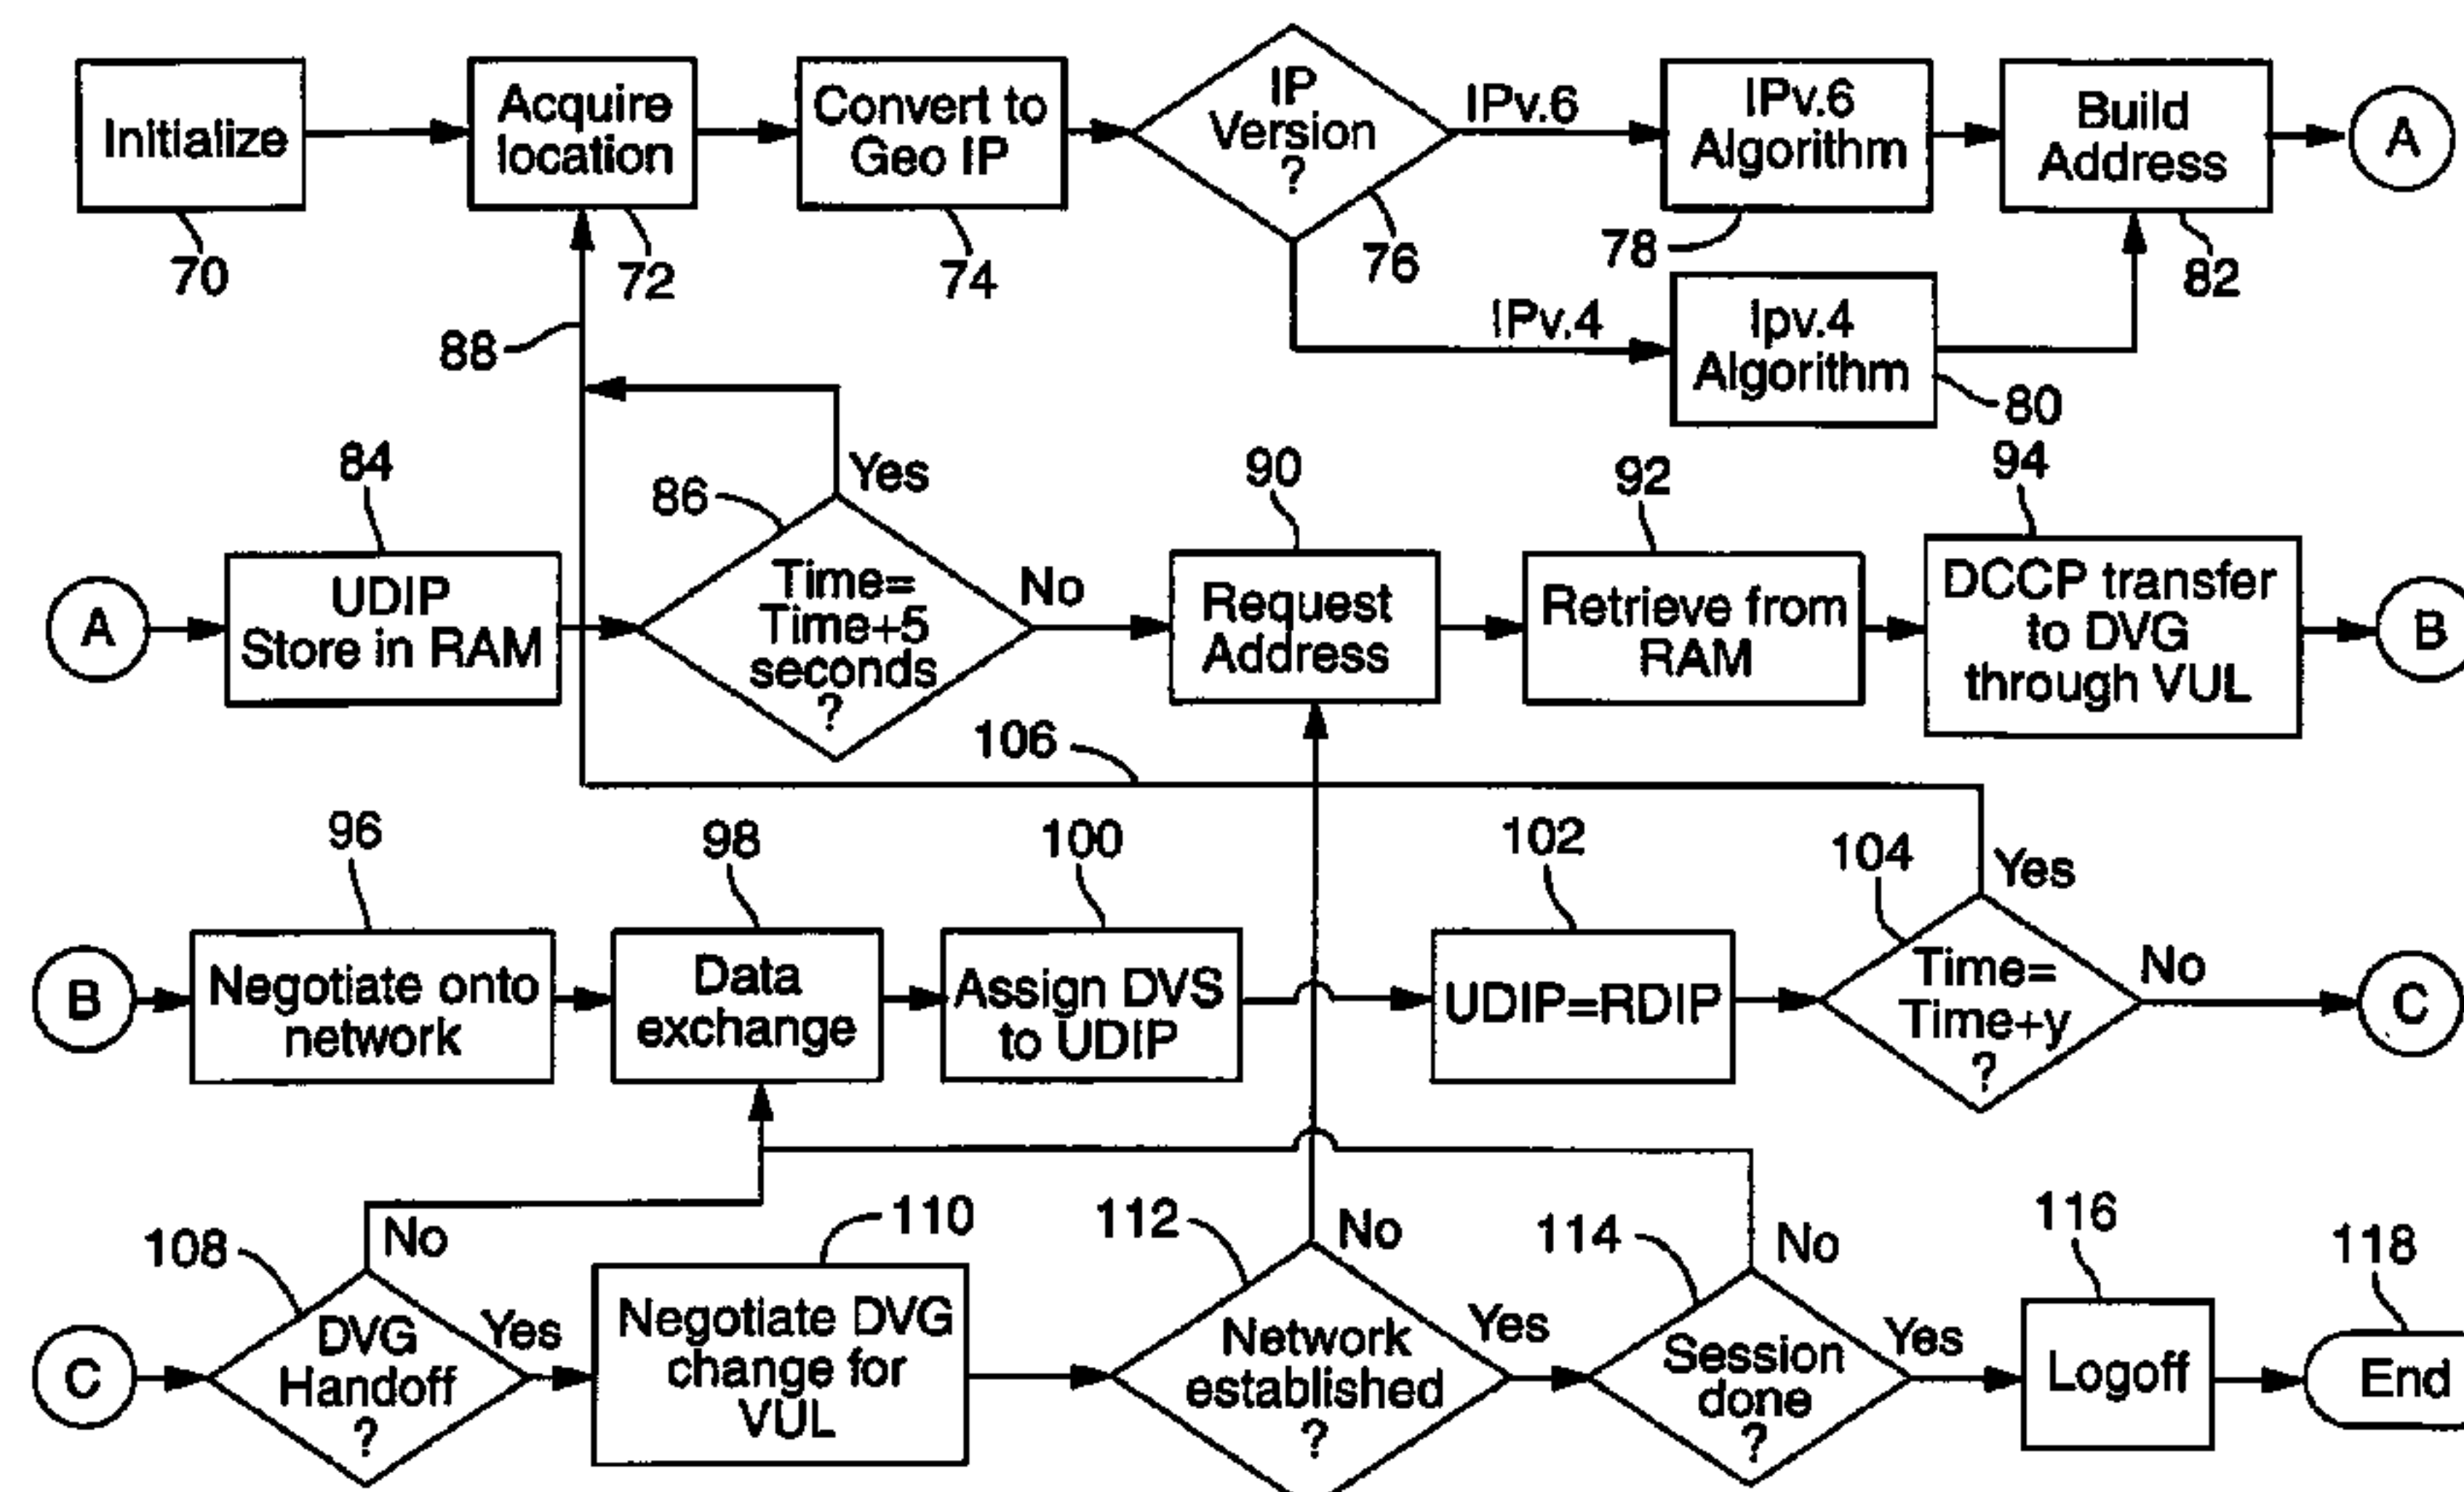 Initialize
70
Acquire
location
72
Convert to
Geo IP
74
IP
Version
?
76
IPv.6
IPv.6
Algorithm
78
Build
Address
82
A
IPv.4
Ipv.4
Algorithm
80
88
A
84
UDIP
Store in RAM
86
Time=
Time+5
seconds
?
Yes
No
90
Request
Address
92
Retrieve from
RAM
94
DCCP transfer
to DVG
through VUL
B
106
B
96
Negotiate onto
network
98
Data
exchange
100
Assign DVS
to UDIP
102
UDIP=RDIP
104
Time=
Time+y
?
Yes
No
C
C
108
DVG
Handoff
?
No
Yes
110
Negotiate DVG
change for
VUL
112
Network
established
?
No
Yes
114
Session
done
?
No
Yes
116
Logoff
118
End